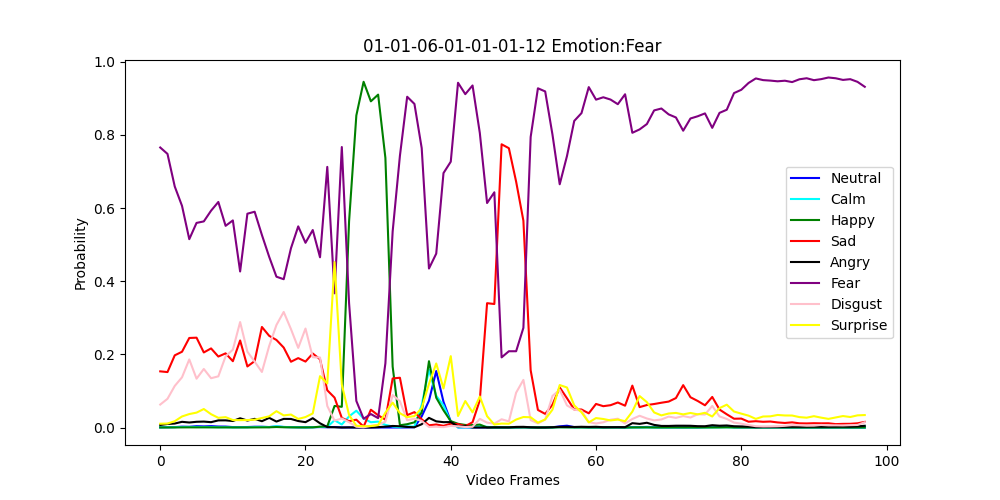 01-01-06-01-01-01-12 Emotion:Fear
1.0
0.8
0.6
0.4
0.2
0.0
Probability
0
20
40
60
80
100
Video Frames
Neutral
Calm
Happy
Sad
Angry
Fear
Disgust
Surprise